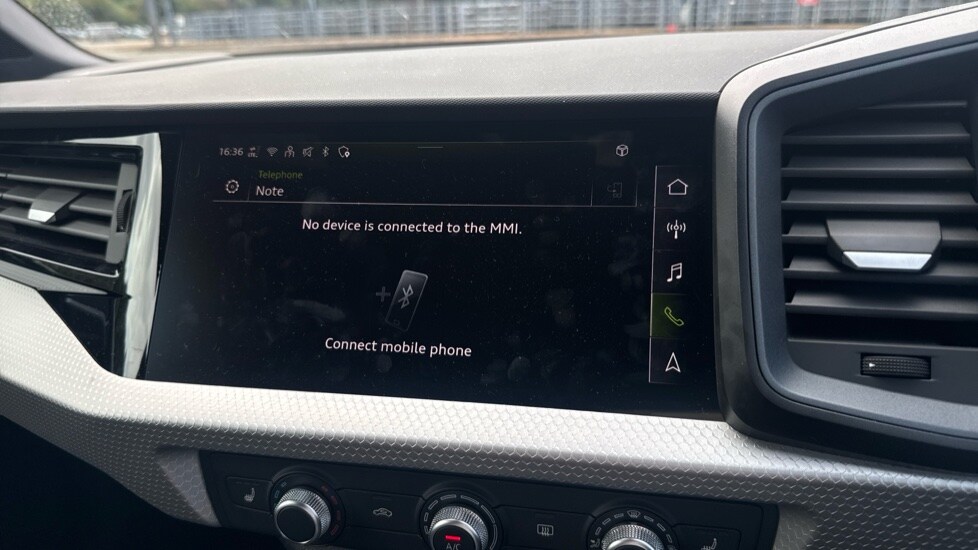 16:36
Telephone
Note
No device is connected to the MMI.
Connect mobile phone
A/C